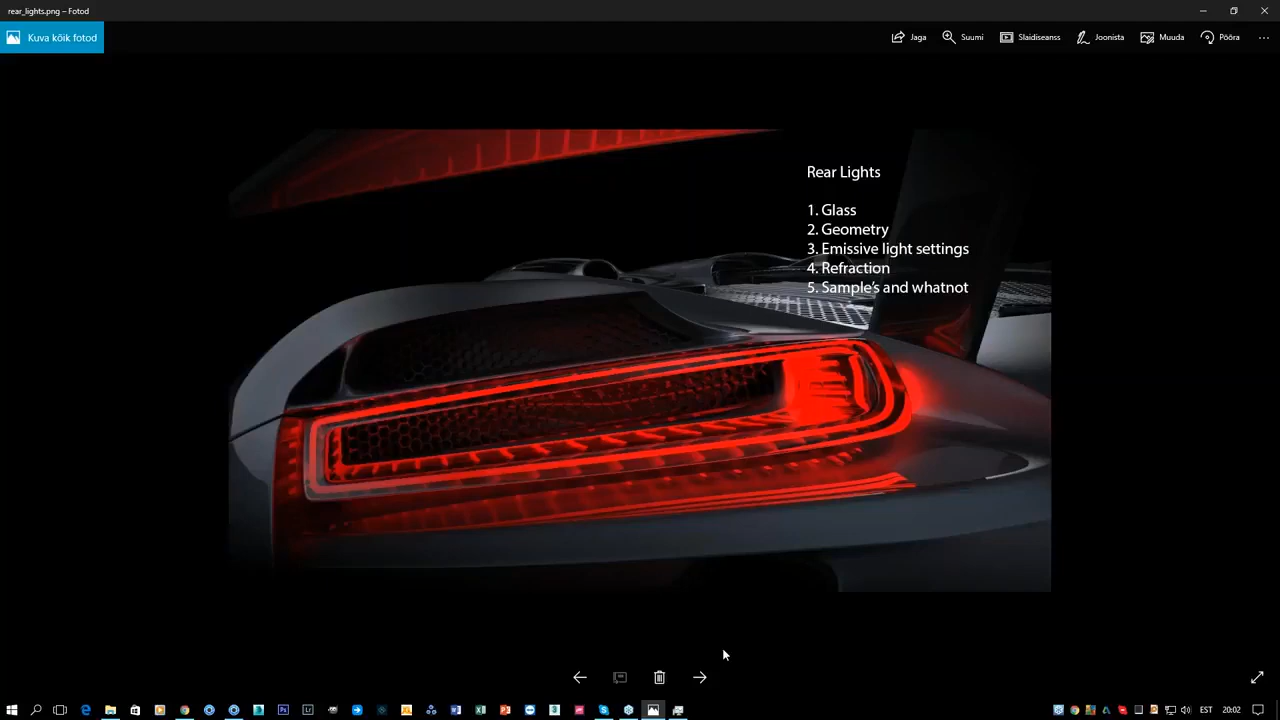 rear_lights.png – Fotod
Kuva kõik fotod
Jaga
Suumi
Slaidiseanss
Joonista
Muuda
Pööra
Rear Lights
1. Glass
2. Geometry
3. Emissive light settings
4. Refraction
5. Sample's and whatnot
EST
20:02